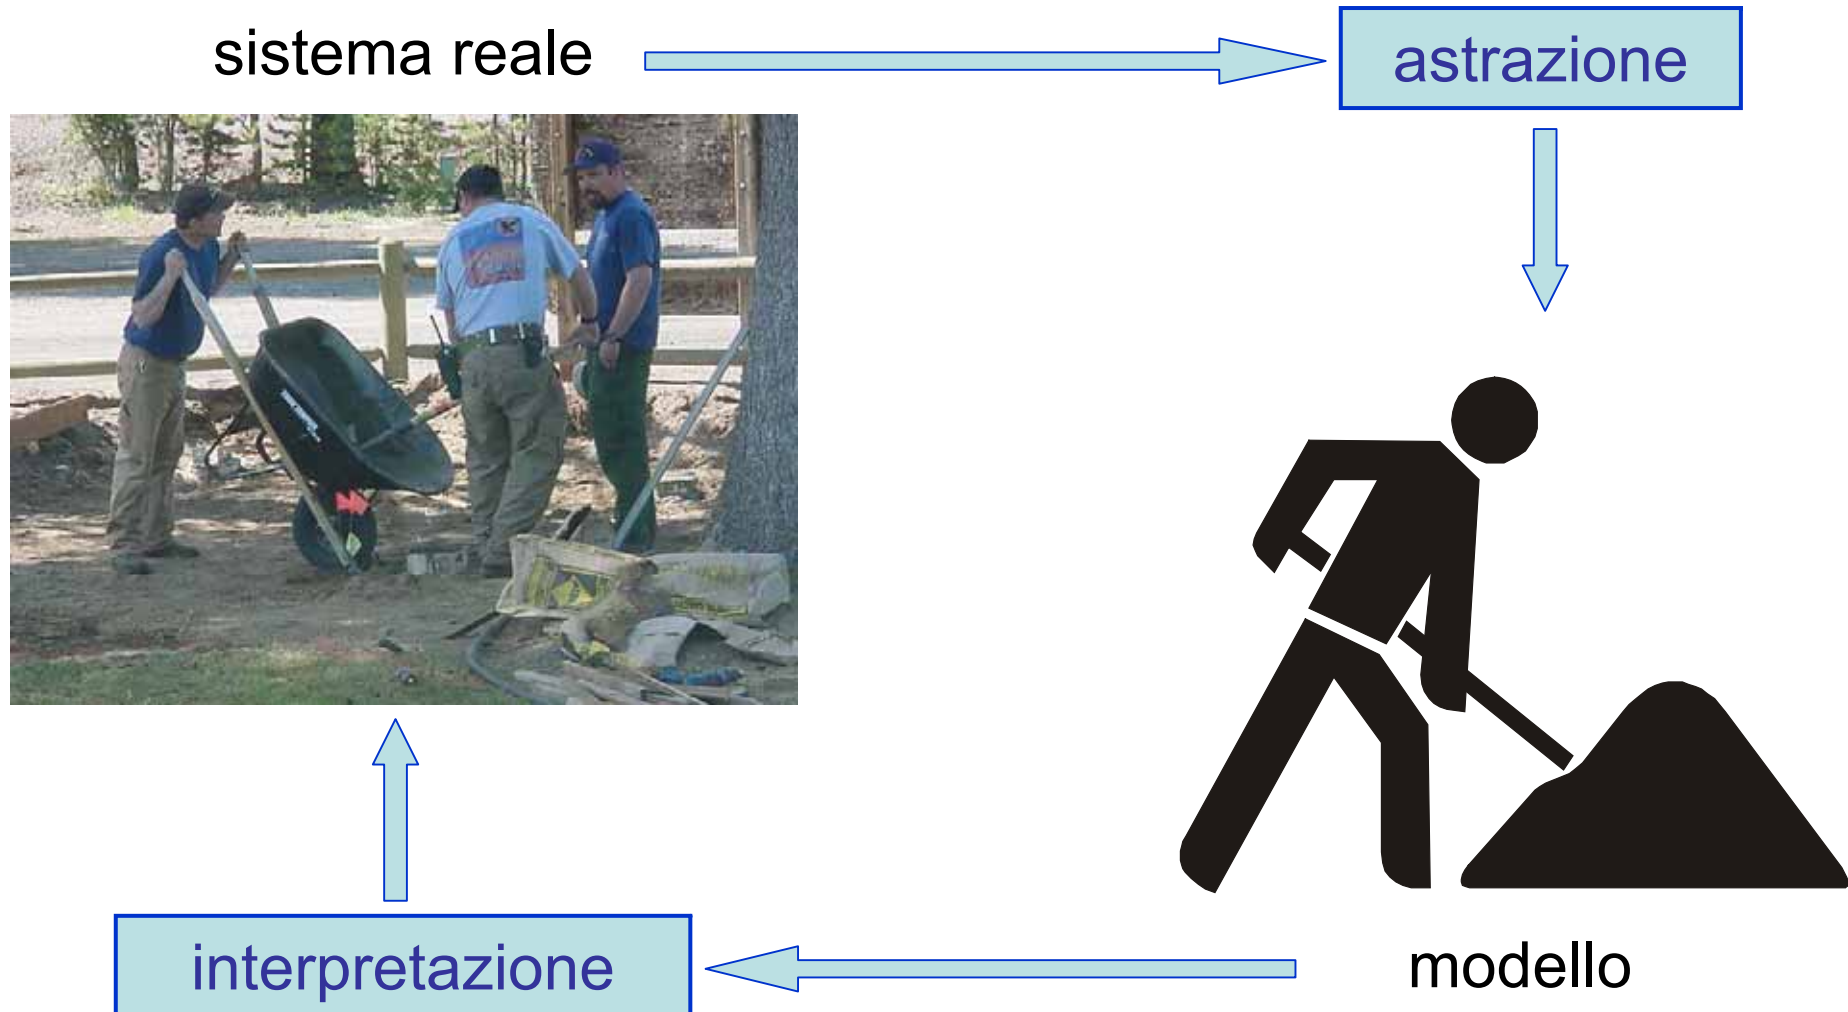 sistema reale
astrazione
interpretazione
modello